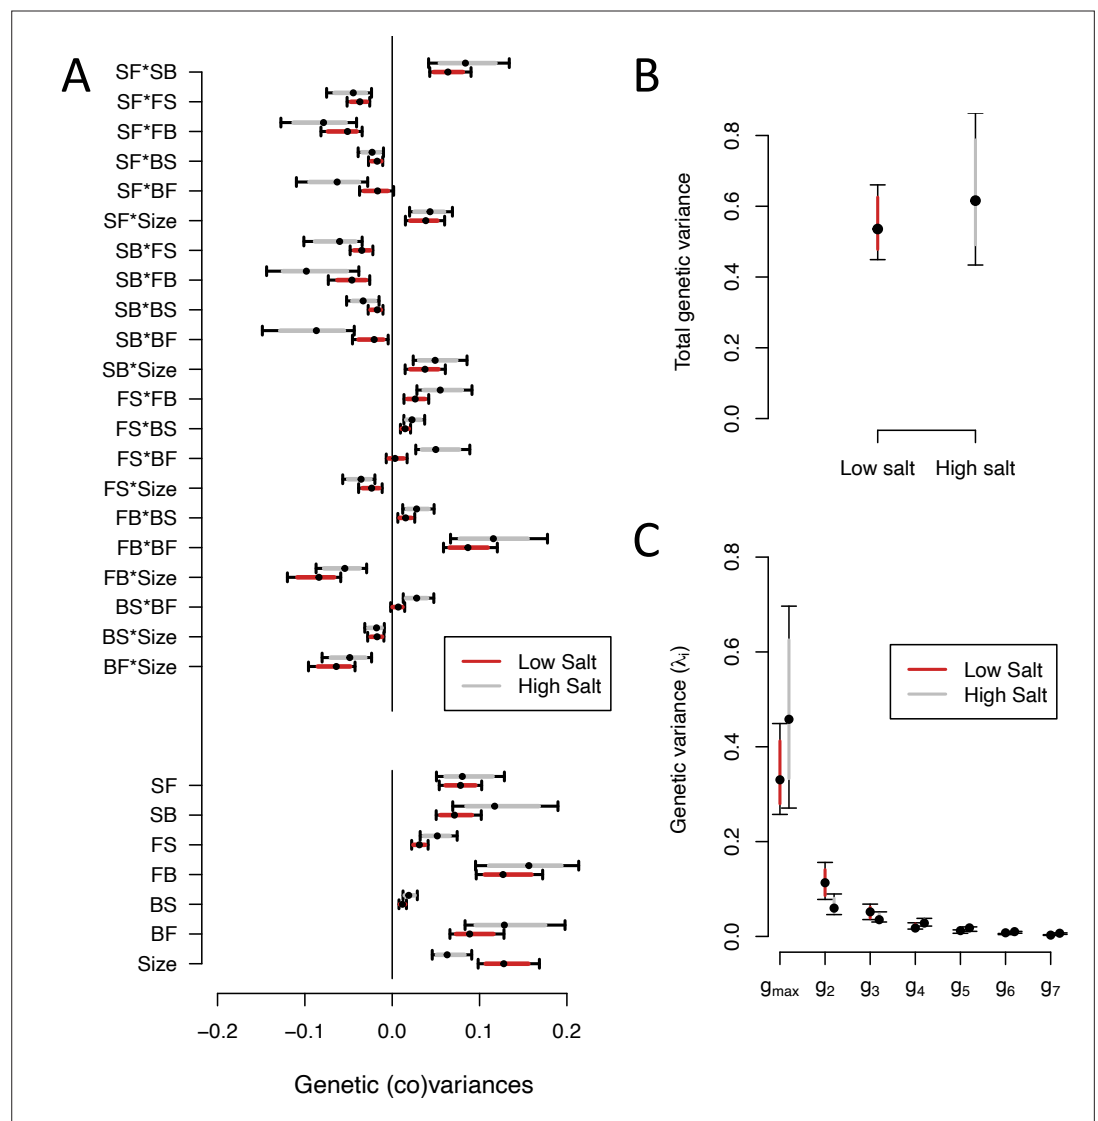 A
SF*SB
SF*FS
SF*FB
SF*BS
SF*BF
SF*Size
SB*FS
SB*FB
SB*BS
SB*BF
SB*Size
FS*FB
FS*BS
FS*BF
FS*Size
FB*BS
FB*BF
FB*Size
BS*BF
BS*Size
BF*Size
Low Salt
High Salt
SF
SB
FS
FB
BS
BF
Size
−0.2 −0.1 0.0 0.1 0.2
Genetic (co)variances
B
Total genetic variance
0.8
0.6
0.4
0.2
0.0
Low salt High salt
C
Genetic variance (λi)
0.8
0.6
0.4
0.2
0.0
Low Salt
High Salt
gmax g2 g3 g4 g5 g6 g7